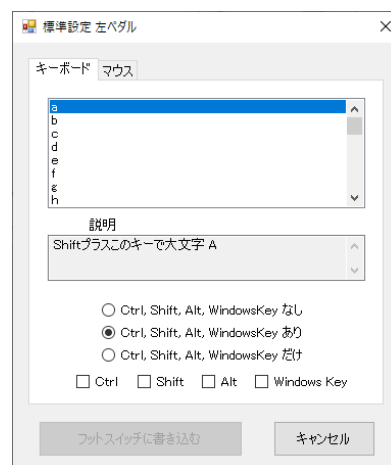 標準設定 左ペダル
キーボード マウス
a
b
c
d
e
f
g
h
説明
Shiftプラスこのキーで大文字 A
Ctrl, Shift, Alt, WindowsKey なし
Ctrl, Shift, Alt, WindowsKey あり
Ctrl, Shift, Alt, WindowsKey だけ
Ctrl Shift Alt Windows Key
フットスイッチに書き込む キャンセル